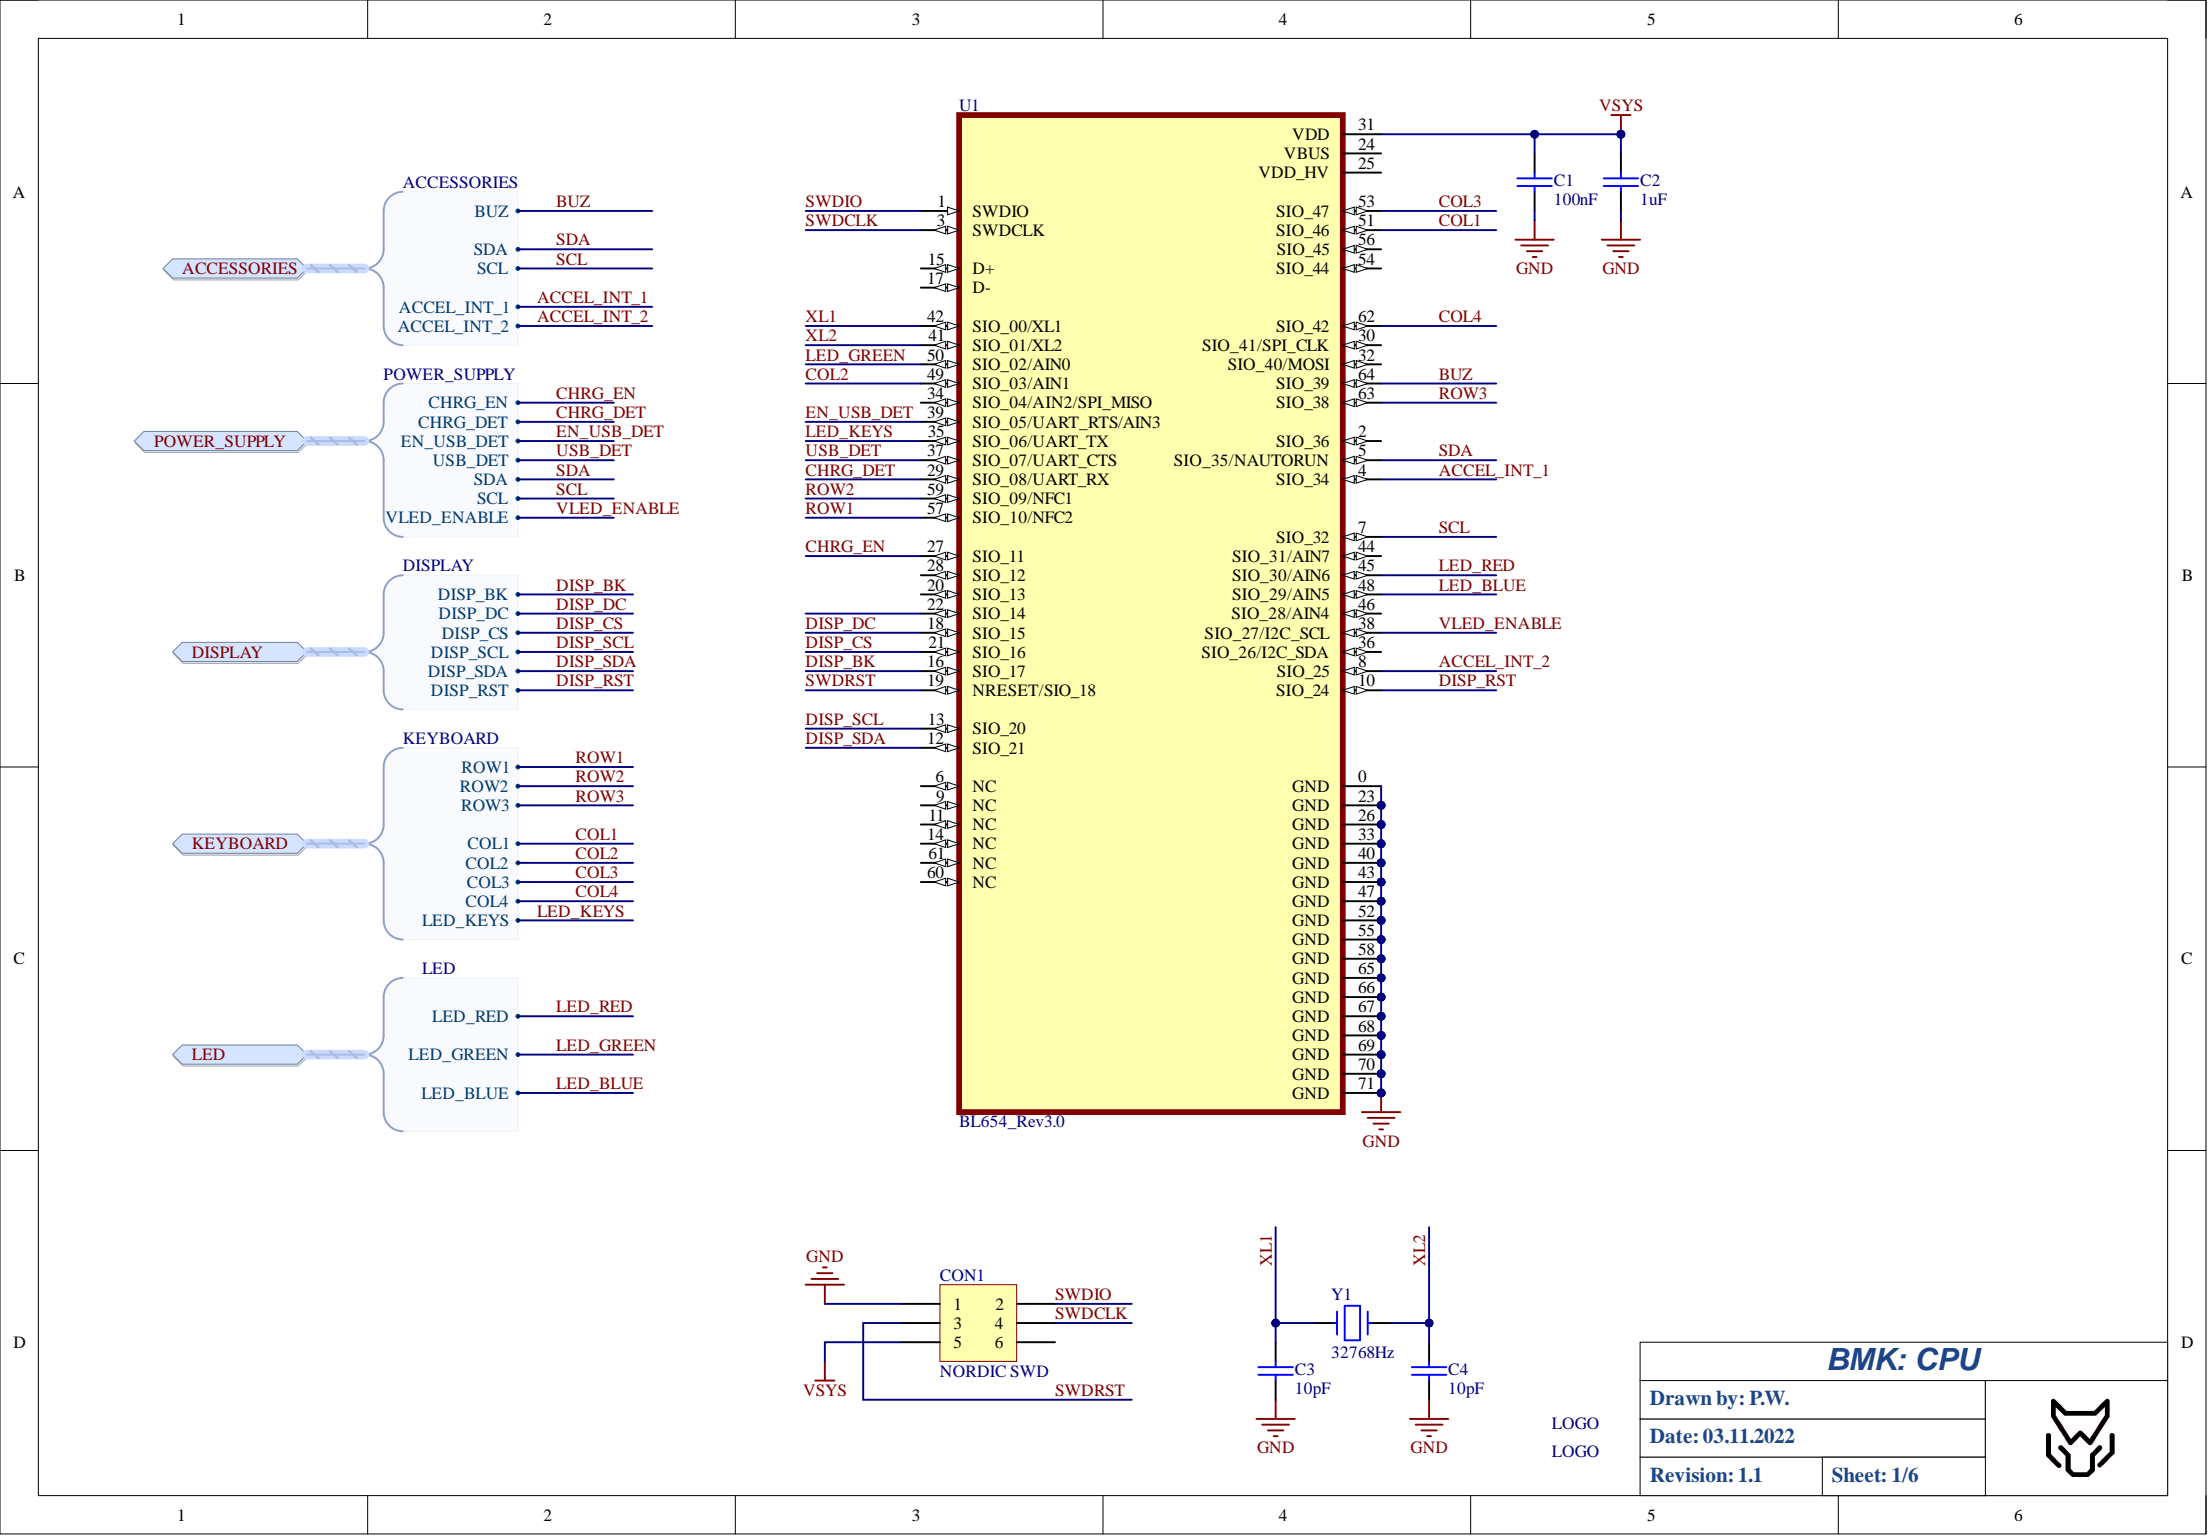 1 2 3 4 5 6
A
B
C
D
A
B
C
D
ACCESSORIES
ACCESSORIES
BUZ BUZ
SDA SDA
SCL SCL
ACCEL_INT_1 ACCEL_INT_1
ACCEL_INT_2 ACCEL_INT_2
POWER_SUPPLY
POWER_SUPPLY
CHRG_EN CHRG_EN
CHRG_DET CHRG_DET
EN_USB_DET EN_USB_DET
USB_DET USB_DET
SDA SDA
SCL SCL
VLED_ENABLE VLED_ENABLE
DISPLAY
DISPLAY
DISP_BK DISP_BK
DISP_DC DISP_DC
DISP_CS DISP_CS
DISP_SCL DISP_SCL
DISP_SDA DISP_SDA
DISP_RST DISP_RST
KEYBOARD
KEYBOARD
ROW1 ROW1
ROW2 ROW2
ROW3 ROW3
COL1 COL1
COL2 COL2
COL3 COL3
COL4 COL4
LED_KEYS LED_KEYS
LED
LED
LED_RED LED_RED
LED_GREEN LED_GREEN
LED_BLUE LED_BLUE
U1
SWDIO 1 SWDIO
SWDCLK 3 SWDCLK
15 D+
17 D-
XL1 42 SIO_00/XL1
XL2 41 SIO_01/XL2
LED_GREEN 50 SIO_02/AIN0
COL2 49 SIO_03/AIN1
34 SIO_04/AIN2/SPI_MISO
EN_USB_DET 39 SIO_05/UART_RTS/AIN3
LED_KEYS 35 SIO_06/UART_TX
USB_DET 37 SIO_07/UART_CTS
CHRG_DET 29 SIO_08/UART_RX
ROW2 59 SIO_09/NFC1
ROW1 57 SIO_10/NFC2
CHRG_EN 27 SIO_11
28 SIO_12
20 SIO_13
22 SIO_14
DISP_DC 18 SIO_15
DISP_CS 21 SIO_16
DISP_BK 16 SIO_17
SWDRST 19 NRESET/SIO_18
DISP_SCL 13 SIO_20
DISP_SDA 12 SIO_21
6 NC
9 NC
11 NC
14 NC
61 NC
60 NC
VDD 31
VBUS 24
VDD_HV 25
SIO_47 53 COL3
SIO_46 51 COL1
SIO_45 56
SIO_44 54
SIO_42 62 COL4
SIO_41/SPI_CLK 30
SIO_40/MOSI 32
SIO_39 64 BUZ
SIO_38 63 ROW3
SIO_36 2
SIO_35/NAUTORUN 5 SDA
SIO_34 4 ACCEL_INT_1
SIO_32 7 SCL
SIO_31/AIN7 44
SIO_30/AIN6 45 LED_RED
SIO_29/AIN5 48 LED_BLUE
SIO_28/AIN4 46
SIO_27/I2C_SCL 38 VLED_ENABLE
SIO_26/I2C_SDA 36
SIO_25 8 ACCEL_INT_2
SIO_24 10 DISP_RST
GND 0
GND 23
GND 26
GND 33
GND 40
GND 43
GND 47
GND 52
GND 55
GND 58
GND 65
GND 66
GND 67
GND 68
GND 69
GND 70
GND 71
GND
BL654_Rev3.0
VSYS
C1
100nF
C2
1uF
GND GND
GND
CON1
1 2 SWDIO
3 4 SWDCLK
5 6
NORDIC SWD
VSYS
SWDRST
XL1 XL2
Y1
32768Hz
C3
10pF
C4
10pF
GND GND
LOGO
LOGO
BMK: CPU
Drawn by: P.W.
Date: 03.11.2022
Revision: 1.1 Sheet: 1/6
1 2 3 4 5 6